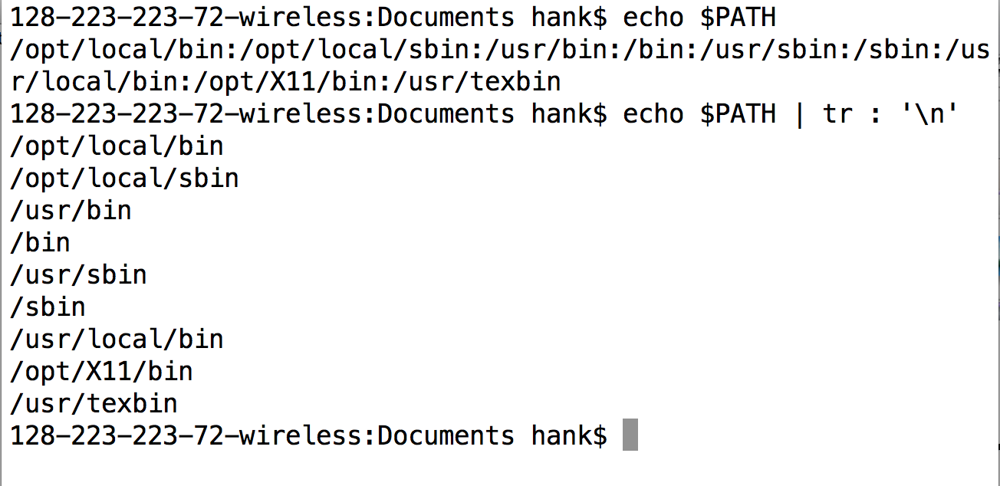 128-223-223-72-wireless:Documents hank$ echo $PATH
/opt/local/bin:/opt/local/sbin:/usr/bin:/bin:/usr/sbin:/sbin:/us
r/local/bin:/opt/X11/bin:/usr/texbin
128-223-223-72-wireless:Documents hank$ echo $PATH | tr : '\n'
/opt/local/bin
/opt/local/sbin
/usr/bin
/bin
/usr/sbin
/sbin
/usr/local/bin
/opt/X11/bin
/usr/texbin
128-223-223-72-wireless:Documents hank$